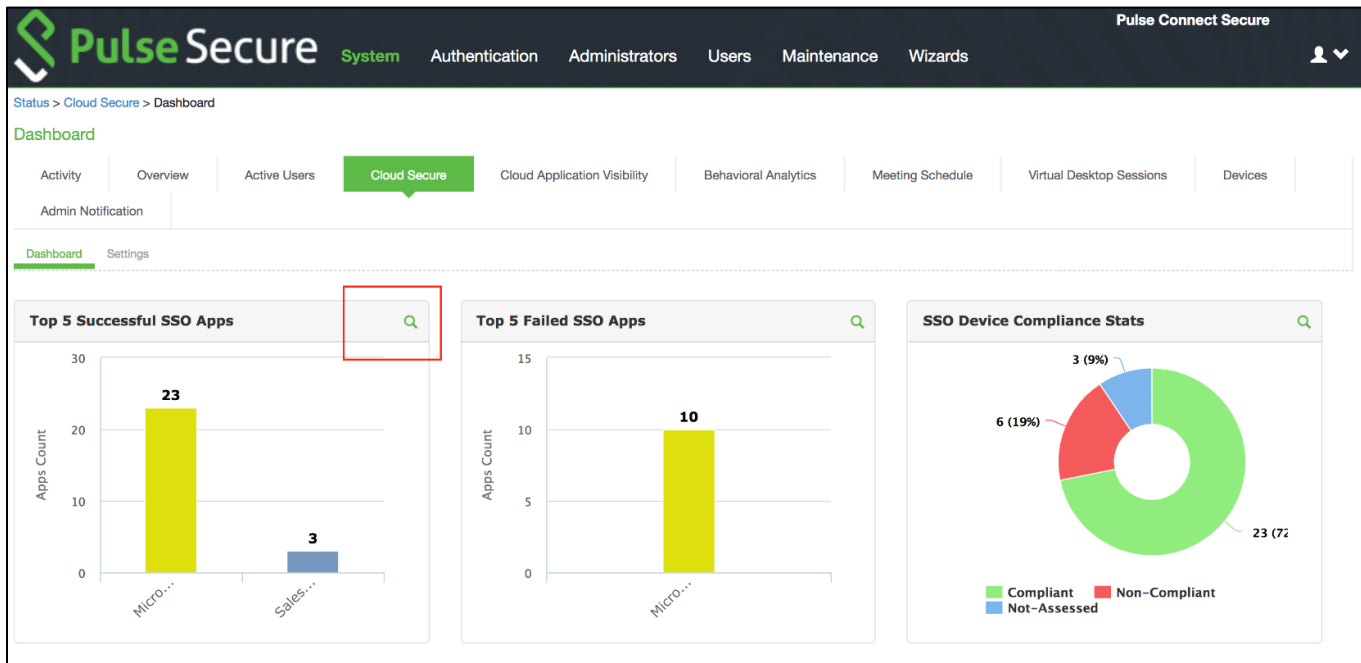 Pulse Connect Secure
Pulse Secure System Authentication Administrators Users Maintenance Wizards
Status > Cloud Secure > Dashboard
Dashboard
Activity Overview Active Users Cloud Secure Cloud Application Visibility Behavioral Analytics Meeting Schedule Virtual Desktop Sessions Devices
Admin Notification
Dashboard Settings
Top 5 Successful SSO Apps
30
23
20
Apps Count
10
3
0
Micro...
Sales...
Top 5 Failed SSO Apps
15
10
10
Apps Count
5
0
Micro...
SSO Device Compliance Stats
3 (9%)
6 (19%)
23 (72
Compliant Non-Compliant
Not-Assessed